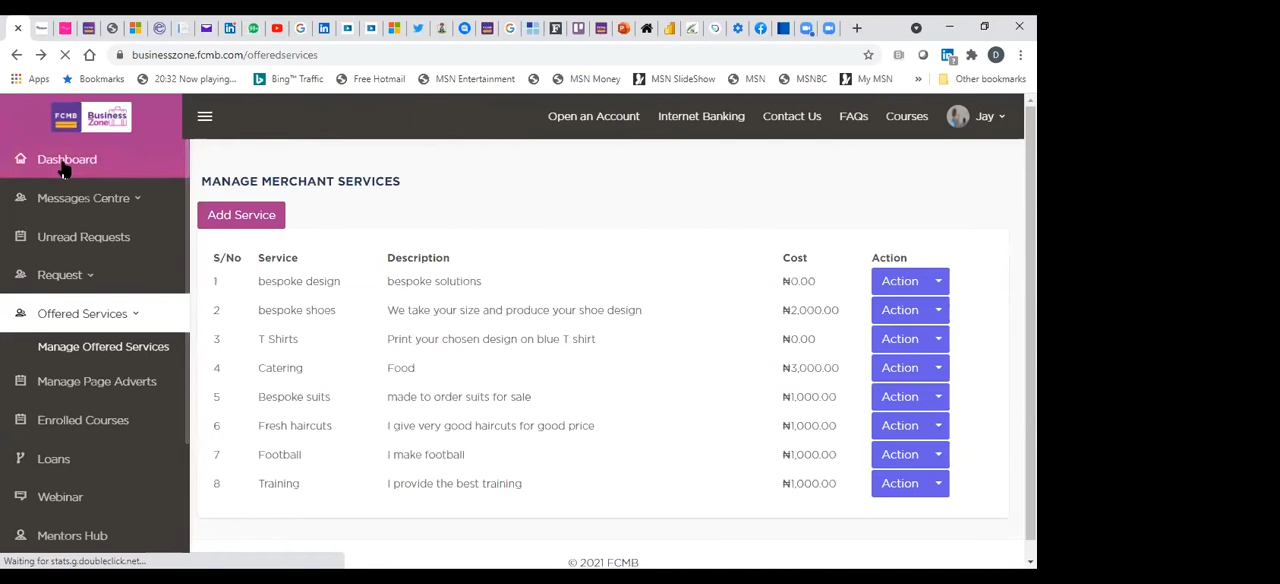 businesszone.fcmb.com/offeredservices
Apps Bookmarks 20:32 Now playing... Bing™ Traffic Free Hotmail MSN Entertainment MSN Money MSN SlideShow MSN MSNBC My MSN » Other bookmarks
FCMB Business Zone
Open an Account Internet Banking Contact Us FAQs Courses Jay
Dashboard
Messages Centre
Unread Requests
Request
Offered Services
Manage Offered Services
Manage Page Adverts
Enrolled Courses
Loans
Webinar
Mentors Hub
MANAGE MERCHANT SERVICES
Add Service
S/No Service Description Cost Action
1 bespoke design bespoke solutions ₦0.00 Action
2 bespoke shoes We take your size and produce your shoe design ₦2,000.00 Action
3 T Shirts Print your chosen design on blue T shirt ₦0.00 Action
4 Catering Food ₦3,000.00 Action
5 Bespoke suits made to order suits for sale ₦1,000.00 Action
6 Fresh haircuts I give very good haircuts for good price ₦1,000.00 Action
7 Football I make football ₦1,000.00 Action
8 Training I provide the best training ₦1,000.00 Action
Waiting for stats.g.doubleclick.net...
© 2021 FCMB